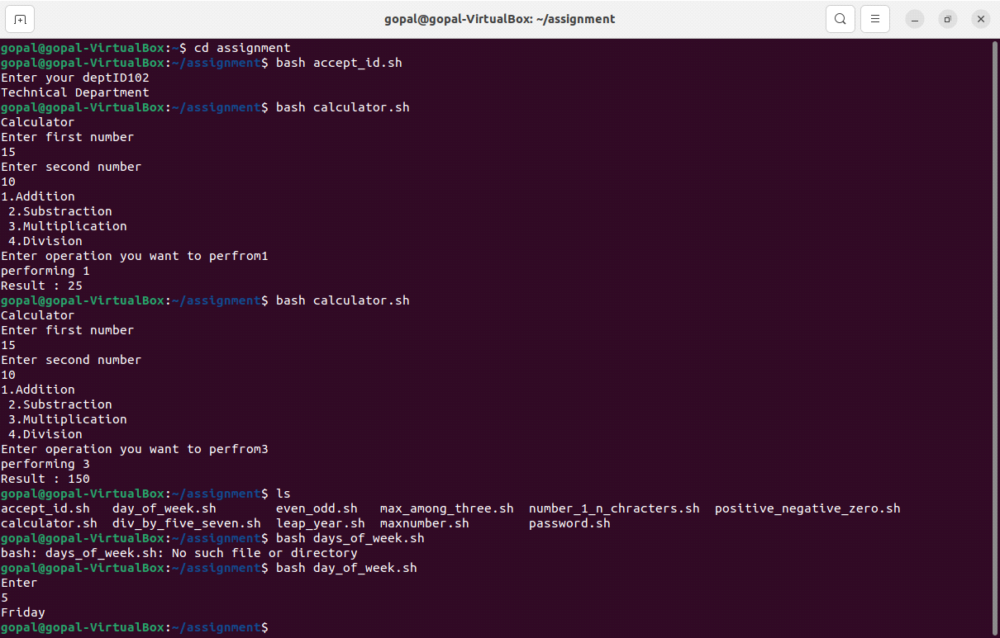 gopal@gopal-VirtualBox: ~/assignment
gopal@gopal-VirtualBox:~$ cd assignment
gopal@gopal-VirtualBox:~/assignment$ bash accept_id.sh
Enter your deptID102
Technical Department
gopal@gopal-VirtualBox:~/assignment$ bash calculator.sh
Calculator
Enter first number
15
Enter second number
10
1.Addition
 2.Substraction
 3.Multiplication
 4.Division
Enter operation you want to perfrom1
performing 1
Result : 25
gopal@gopal-VirtualBox:~/assignment$ bash calculator.sh
Calculator
Enter first number
15
Enter second number
10
1.Addition
 2.Substraction
 3.Multiplication
 4.Division
Enter operation you want to perfrom3
performing 3
Result : 150
gopal@gopal-VirtualBox:~/assignment$ ls
accept_id.sh   day_of_week.sh        even_odd.sh   max_among_three.sh  number_1_n_chracters.sh  positive_negative_zero.sh
calculator.sh  div_by_five_seven.sh  leap_year.sh  maxnumber.sh        password.sh
gopal@gopal-VirtualBox:~/assignment$ bash days_of_week.sh
bash: days_of_week.sh: No such file or directory
gopal@gopal-VirtualBox:~/assignment$ bash day_of_week.sh
Enter
5
Friday
gopal@gopal-VirtualBox:~/assignment$